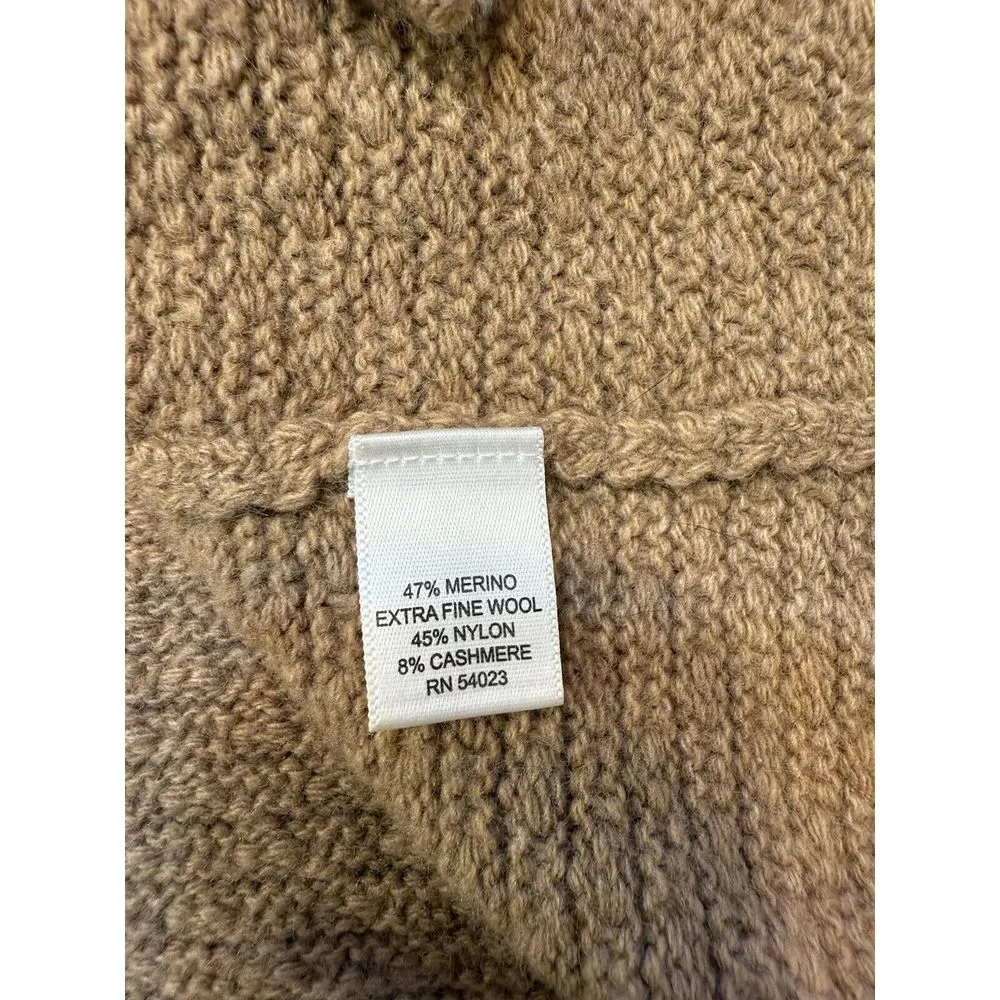 47% MERINO
EXTRA FINE WOOL
45% NYLON
8% CASHMERE
RN 54023